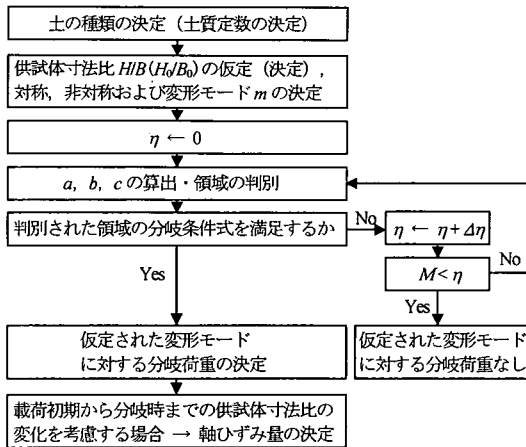 土の種類の決定（土質定数の決定）
供試体寸法比 H/B (H₀/B₀) の仮定（決定），
対称，非対称および変形モード m の決定
η ← 0
a, b, c の算出・領域の判別
判別された領域の分岐条件式を満足するか
No
η ← η + Δη
M < η
No
Yes
Yes
仮定された変形モード
に対する分岐荷重の決定
仮定された変形モード
に対する分岐荷重なし
載荷初期から分岐時までの供試体寸法比の
変化を考慮する場合 → 軸ひずみ量の決定